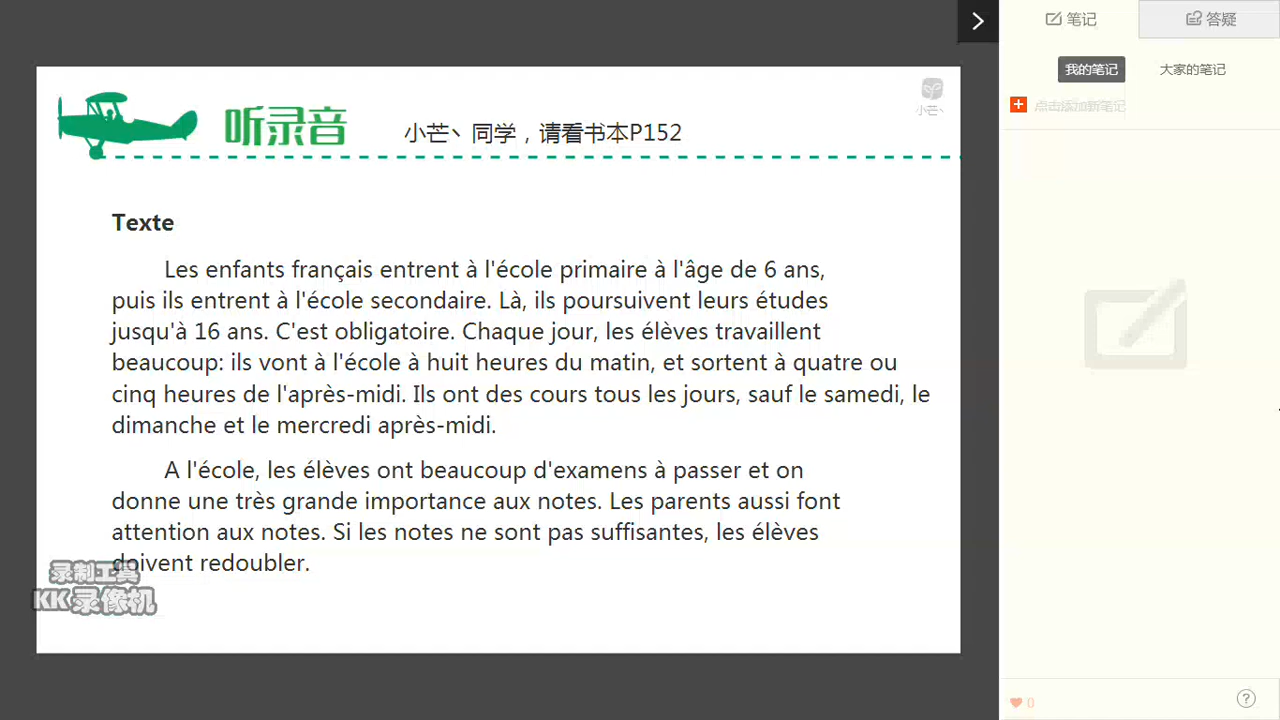 笔记
答疑
我的笔记
大家的笔记
点击添加新笔记
听录音
小芒丶同学，请看书本P152
小芒丶
Texte
Les enfants français entrent à l'école primaire à l'âge de 6 ans,
puis ils entrent à l'école secondaire. Là, ils poursuivent leurs études
jusqu'à 16 ans. C'est obligatoire. Chaque jour, les élèves travaillent
beaucoup: ils vont à l'école à huit heures du matin, et sortent à quatre ou
cinq heures de l'après-midi. Ils ont des cours tous les jours, sauf le samedi, le
dimanche et le mercredi après-midi.
A l'école, les élèves ont beaucoup d'examens à passer et on
donne une très grande importance aux notes. Les parents aussi font
attention aux notes. Si les notes ne sont pas suffisantes, les élèves
doivent redoubler.
录制工具
KK录像机
0
?